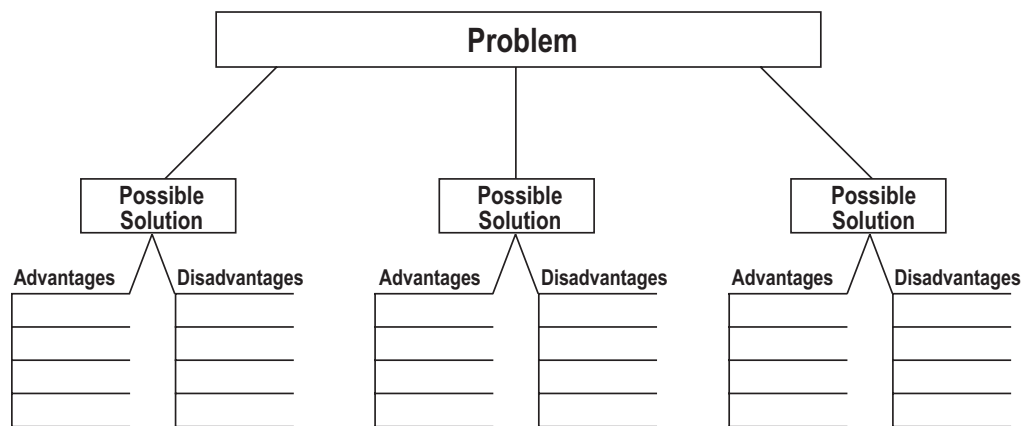 Problem
Possible
Solution
Possible
Solution
Possible
Solution
Advantages Disadvantages
Advantages Disadvantages
Advantages Disadvantages